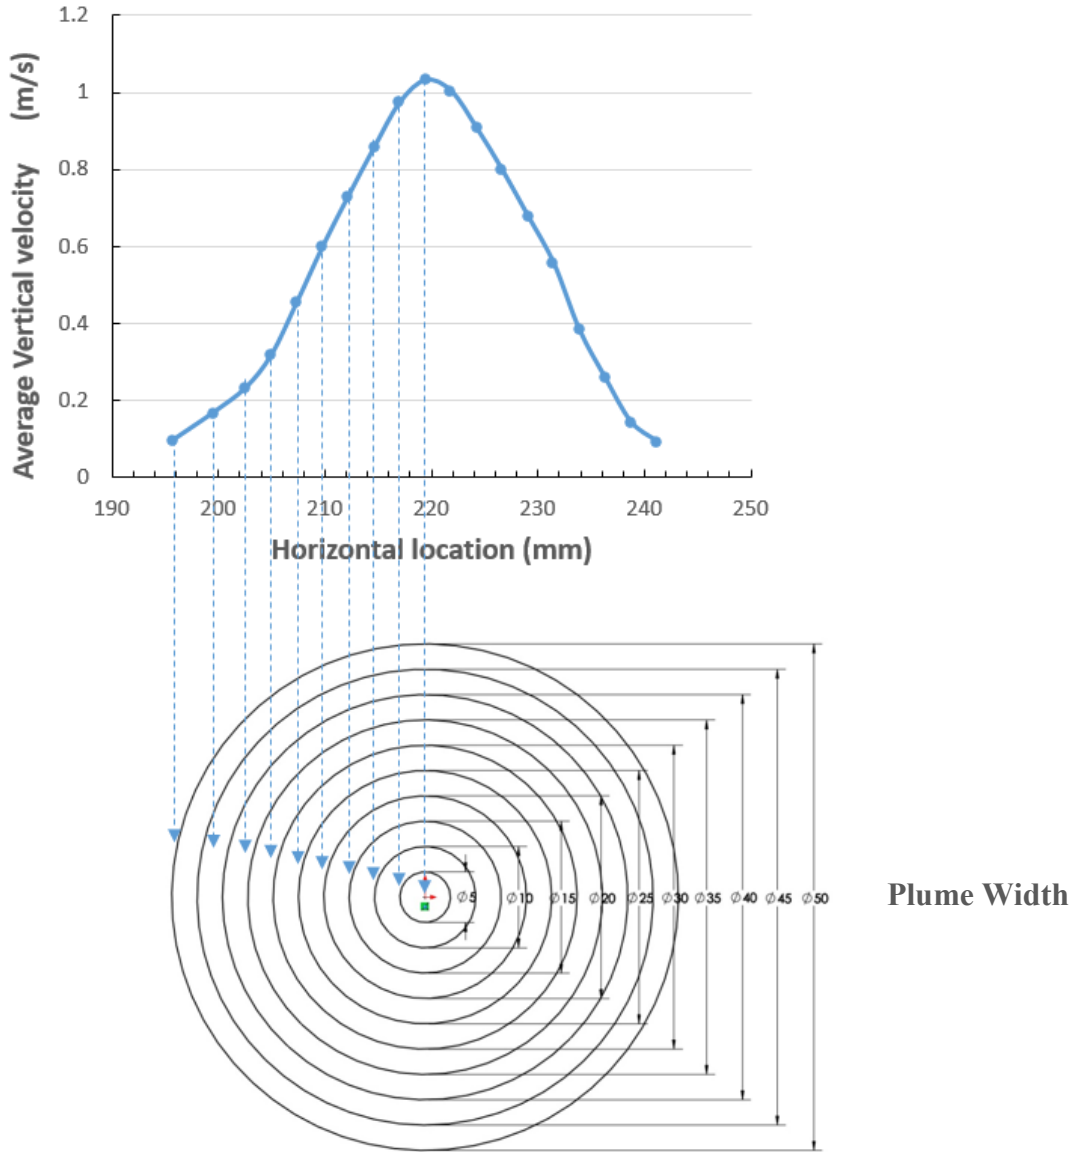 1.2
1
0.8
0.6
0.4
0.2
0
Average Vertical velocity (m/s)
190 200 210 220 230 240 250
Horizontal location (mm)
∅5 ∅10 ∅15 ∅20 ∅25 ∅30 ∅35 ∅40 ∅45 ∅50
Plume Width